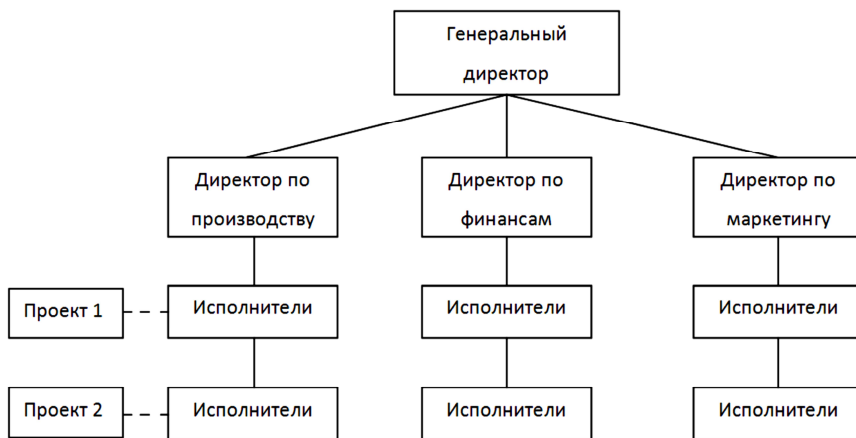 Генеральный
директор
Директор по
производству
Директор по
финансам
Директор по
маркетингу
Проект 1
Исполнители
Исполнители
Исполнители
Проект 2
Исполнители
Исполнители
Исполнители